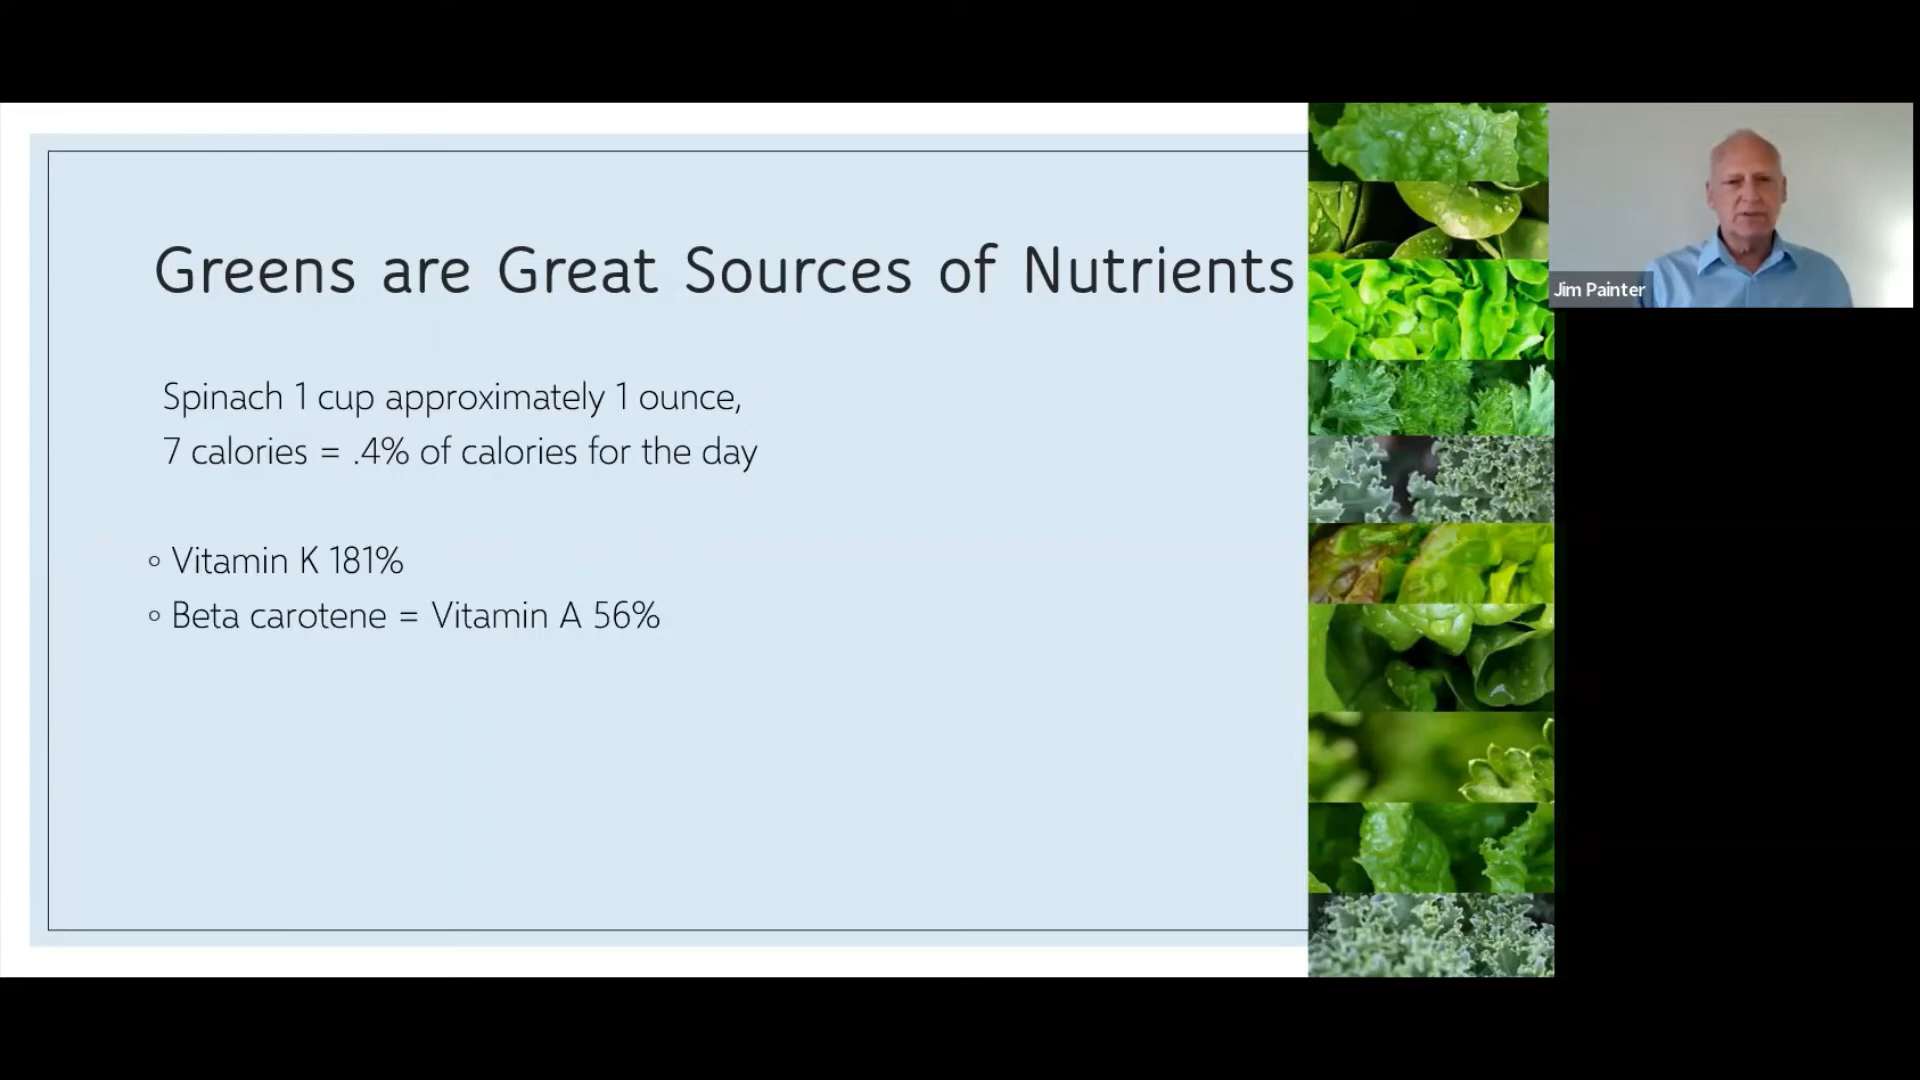 Greens are Great Sources of Nutrients
Spinach 1 cup approximately 1 ounce,
7 calories = .4% of calories for the day
◦ Vitamin K 181%
◦ Beta carotene = Vitamin A 56%
Jim Painter